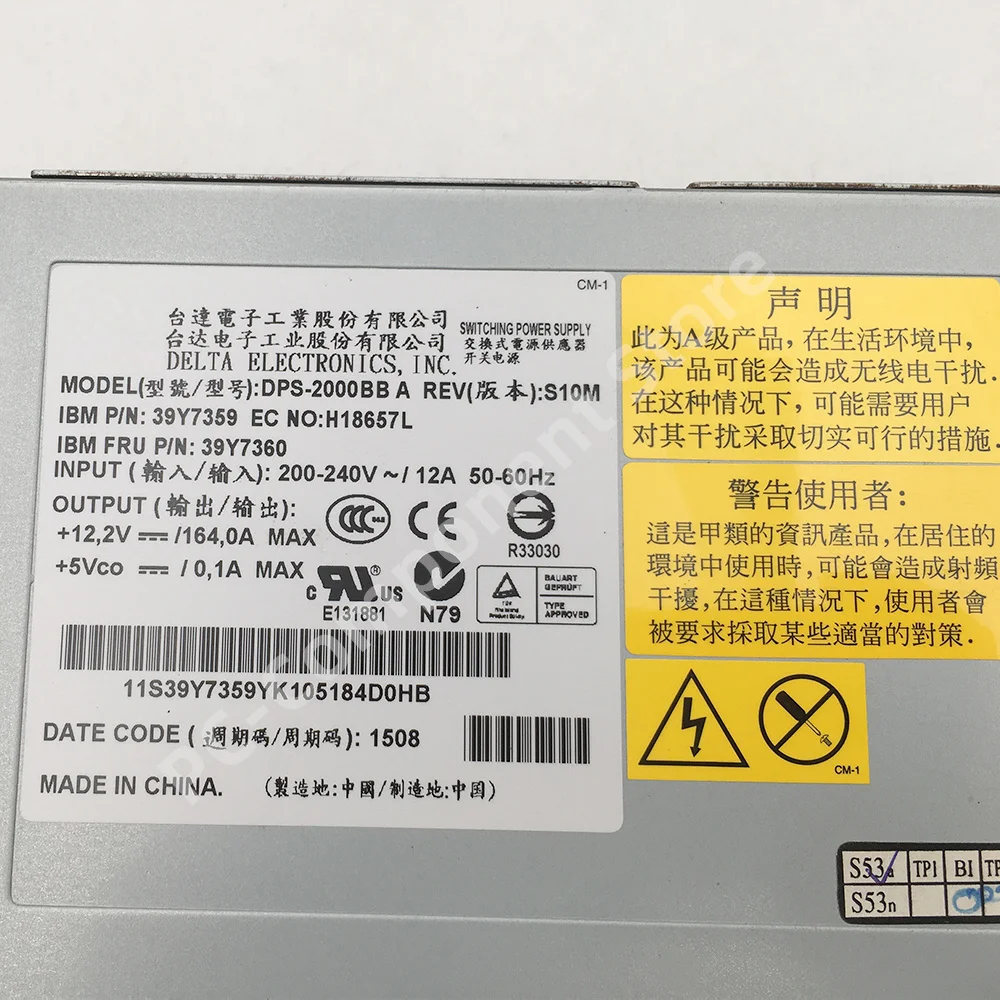 CM-1
台達電子工業股份有限公司
台达电子工业股份有限公司
DELTA ELECTRONICS, INC.
SWITCHING POWER SUPPLY
交換式電源供應器
开关电源
MODEL(型號/型号):DPS-2000BB A REV(版本):S10M
IBM P/N: 39Y7359 EC NO:H18657L
IBM FRU P/N: 39Y7360
INPUT (輸入/输入): 200-240V ~/ 12A 50-60Hz
OUTPUT (輸出/输出):
+12,2V ⎓ /164,0A MAX
+5Vco ⎓ / 0,1A MAX
CCC
CE
R33030
c RU ® US
E131881
N79
BAUART
GEPRÜFT
TYPE
APPROVED
11S39Y7359YK105184D0HB
DATE CODE (週期碼/周期码): 1508
MADE IN CHINA. (製造地:中國/制造地:中国)
声明
此为A级产品, 在生活环境中,
该产品可能会造成无线电干扰.
在这种情况下, 可能需要用户
对其干扰采取切实可行的措施.
警告使用者:
這是甲類的資訊產品, 在居住的
環境中使用時, 可能會造成射頻
干擾, 在這種情況下, 使用者會
被要求採取某些適當的對策.
CM-1
S53a TP1 BI TP
S53n
PC-Component Store